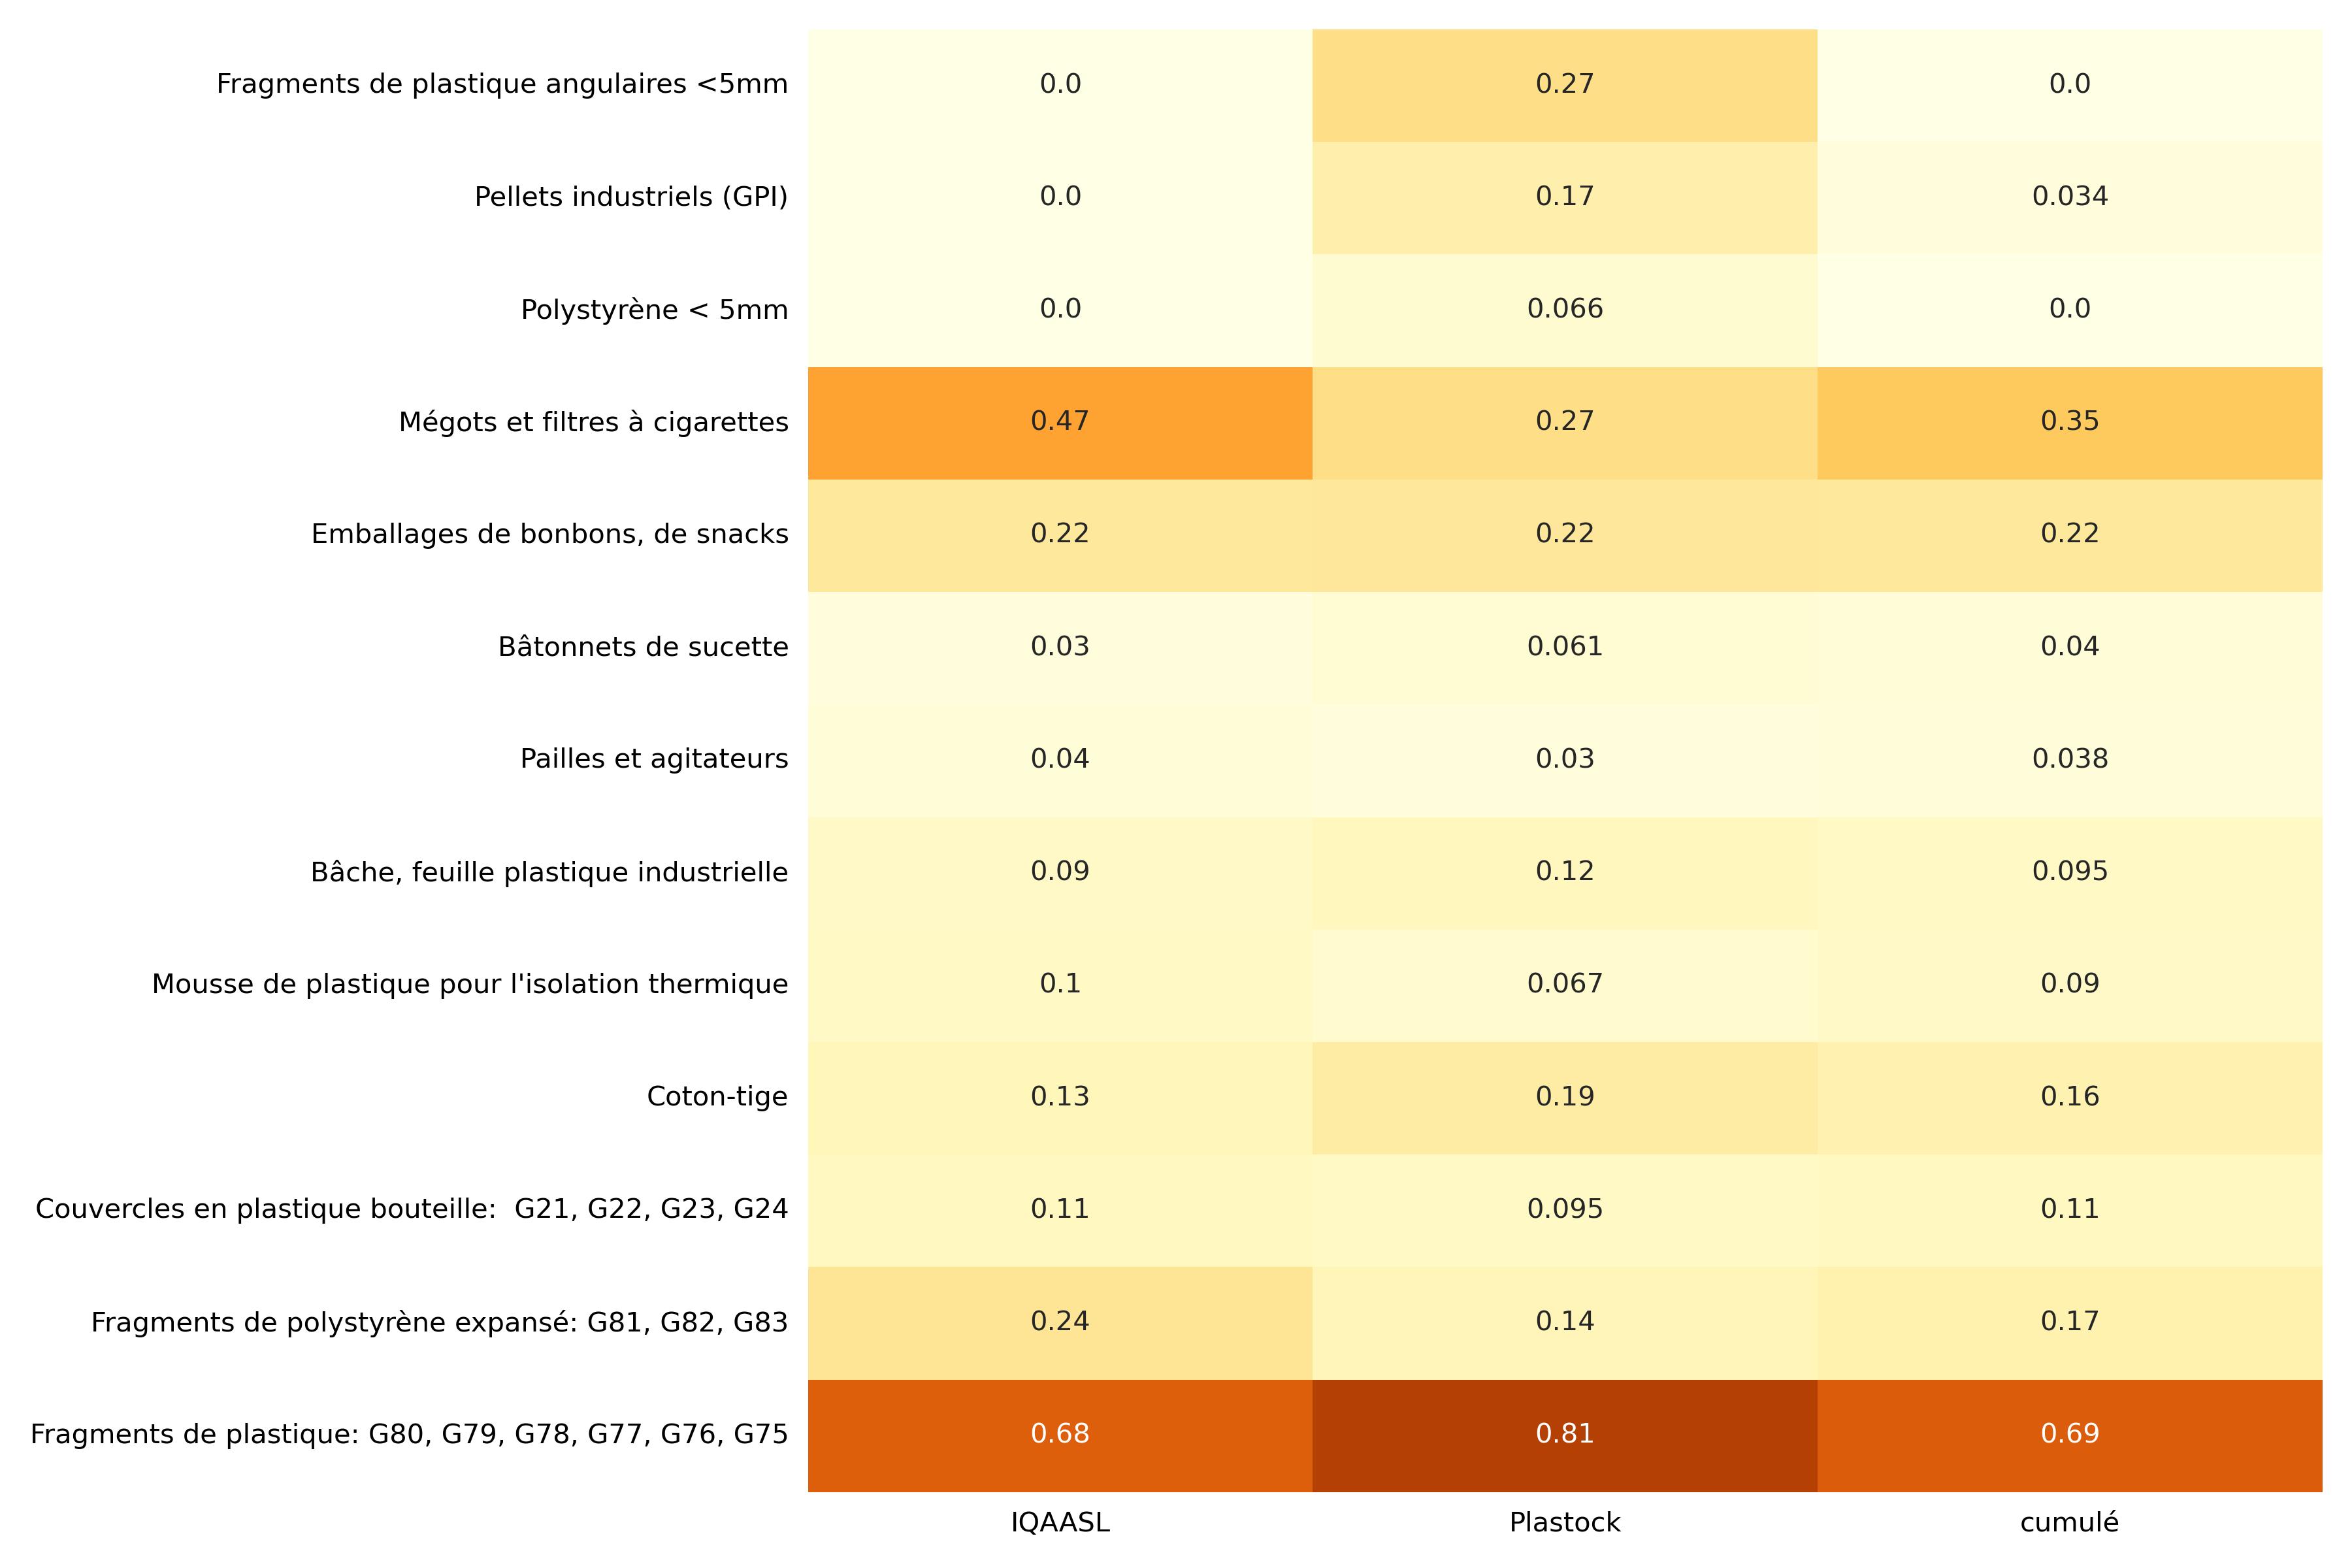 Fragments de plastique angulaires <5mm 0.0 0.27 0.0
Pellets industriels (GPI) 0.0 0.17 0.034
Polystyrène < 5mm 0.0 0.066 0.0
Mégots et filtres à cigarettes 0.47 0.27 0.35
Emballages de bonbons, de snacks 0.22 0.22 0.22
Bâtonnets de sucette 0.03 0.061 0.04
Pailles et agitateurs 0.04 0.03 0.038
Bâche, feuille plastique industrielle 0.09 0.12 0.095
Mousse de plastique pour l'isolation thermique 0.1 0.067 0.09
Coton-tige 0.13 0.19 0.16
Couvercles en plastique bouteille:  G21, G22, G23, G24 0.11 0.095 0.11
Fragments de polystyrène expansé: G81, G82, G83 0.24 0.14 0.17
Fragments de plastique: G80, G79, G78, G77, G76, G75 0.68 0.81 0.69
IQAASL Plastock cumulé